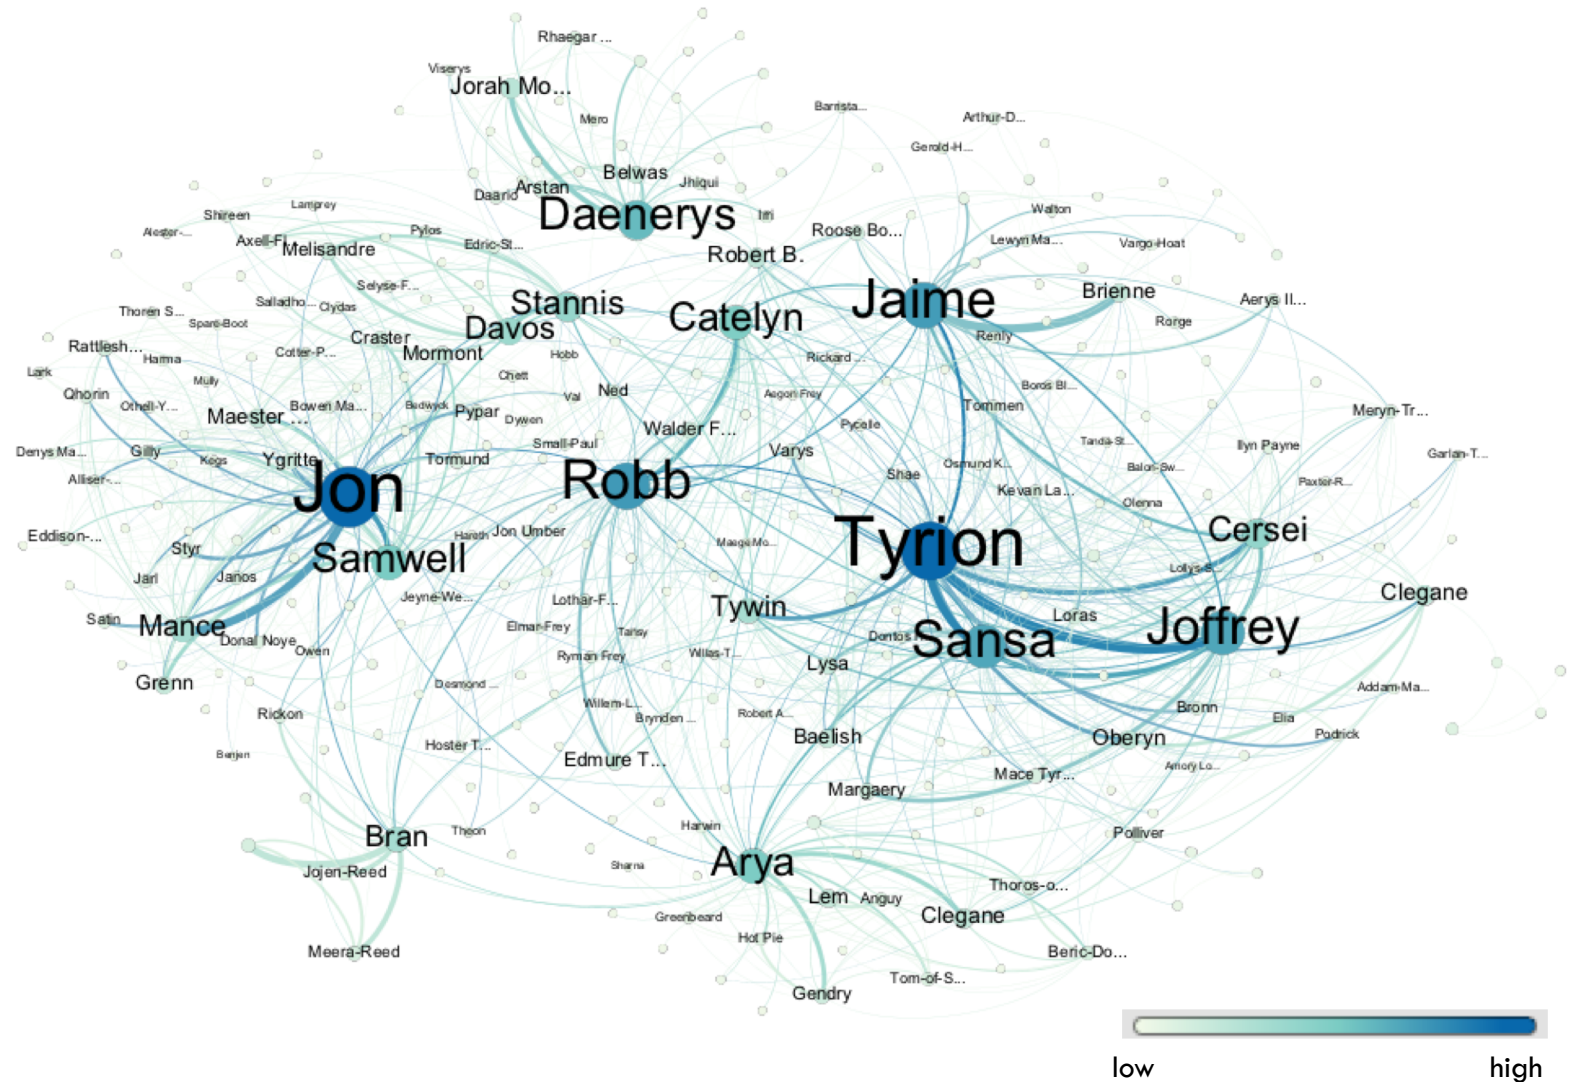 Rhaegar ...
Viserys
Jorah Mo...
Barrista...
Arthur-D...
Mero
Gerold-H...
Belwas
Jhiqui
Arstan
Daario
Lamprey
Walton
Shireen
Daenerys
Irri
Alester-...
Pylos
Roose Bo...
Axell-Fl...
Melisandre
Edric-St...
Lewyn Ma...
Vargo-Hoat
Robert B.
Selyse-F...
Brienne
Salladho...
Clydas
Stannis
Jaime
Aerys II...
Thoren S...
Spare-Boot
Catelyn
Rorge
Davos
Craster
Renly
Rattlesh...
Harma
Cotter-P...
Mormont
Hobb
Rickard ...
Lark
Mully
Chett
Boros Bl...
Qhorin
Val
Ned
Aegon Frey
Othell-Y...
Bowen Ma...
Bedwyck
Pypar
Tommen
Meryn-Tr...
Maester ...
Dywen
Pycelle
Walder F...
Denys Ma...
Gilly
Small-Paul
Varys
Tanda-St...
Ilyn Payne
Garlan-T...
Kegs
Ygritte
Tormund
Osmund K...
Balon-Sw...
Alliser-...
Robb
Shae
Kevan La...
Paxter-R...
Jon
Olenna
Eddison-...
Hareth
Jon Umber
Maege Mo...
Tyrion
Cersei
Styr
Samwell
Lollys-S...
Jarl
Janos
Jeyne-We...
Lothar-F...
Tywin
Clegane
Satin
Mance
Donal Noye
Elmar-Frey
Tansy
Dontos
Loras
Joffrey
Owen
Ryman Frey
Willas-T...
Lysa
Sansa
Grenn
Desmond ...
Addam-Ma...
Rickon
Willem-L...
Brynden ...
Robert A...
Bronn
Elia
Benjen
Hoster T...
Baelish
Oberyn
Podrick
Edmure T...
Mace Tyr...
Amory Lo...
Margaery
Bran
Theon
Harwin
Polliver
Jojen-Reed
Sharna
Arya
Thoros-o...
Lem
Anguy
Greenbeard
Clegane
Meera-Reed
Hot Pie
Beric-Do...
Tom-of-S...
Gendry
low
high